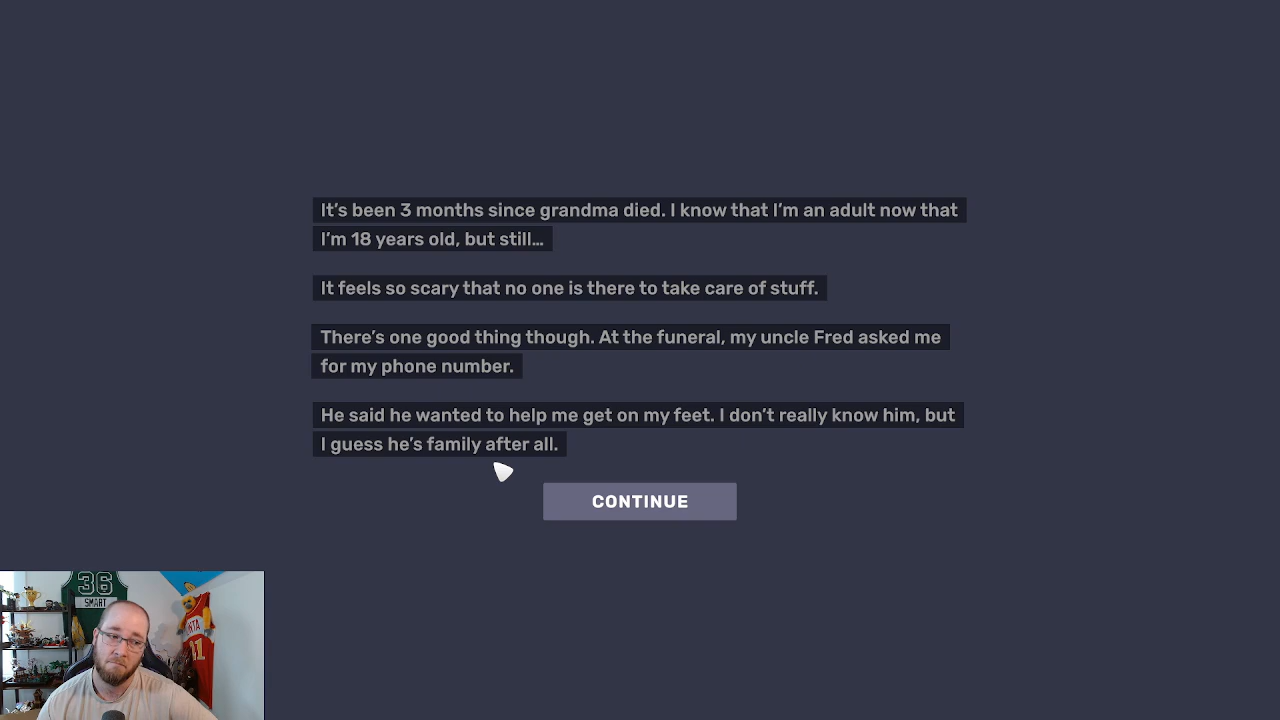 It's been 3 months since grandma died. I know that I'm an adult now that
I'm 18 years old, but still…
It feels so scary that no one is there to take care of stuff.
There's one good thing though. At the funeral, my uncle Fred asked me
for my phone number.
He said he wanted to help me get on my feet. I don't really know him, but
I guess he's family after all.
CONTINUE
36
SMART